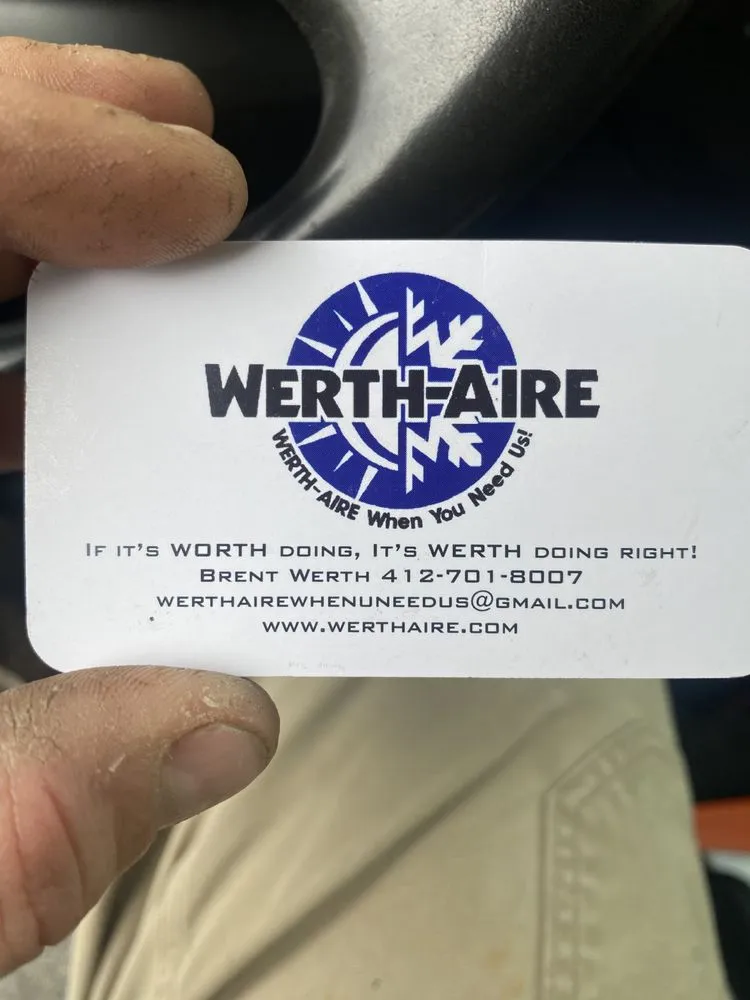 WERTH-AIRE
WERTH-AIRE When You Need Us!
IF IT'S WORTH DOING, IT'S WERTH DOING RIGHT!
BRENT WERTH 412-701-8007
WERTHAIREWHENUNEEDUS@GMAIL.COM
WWW.WERTHAIRE.COM